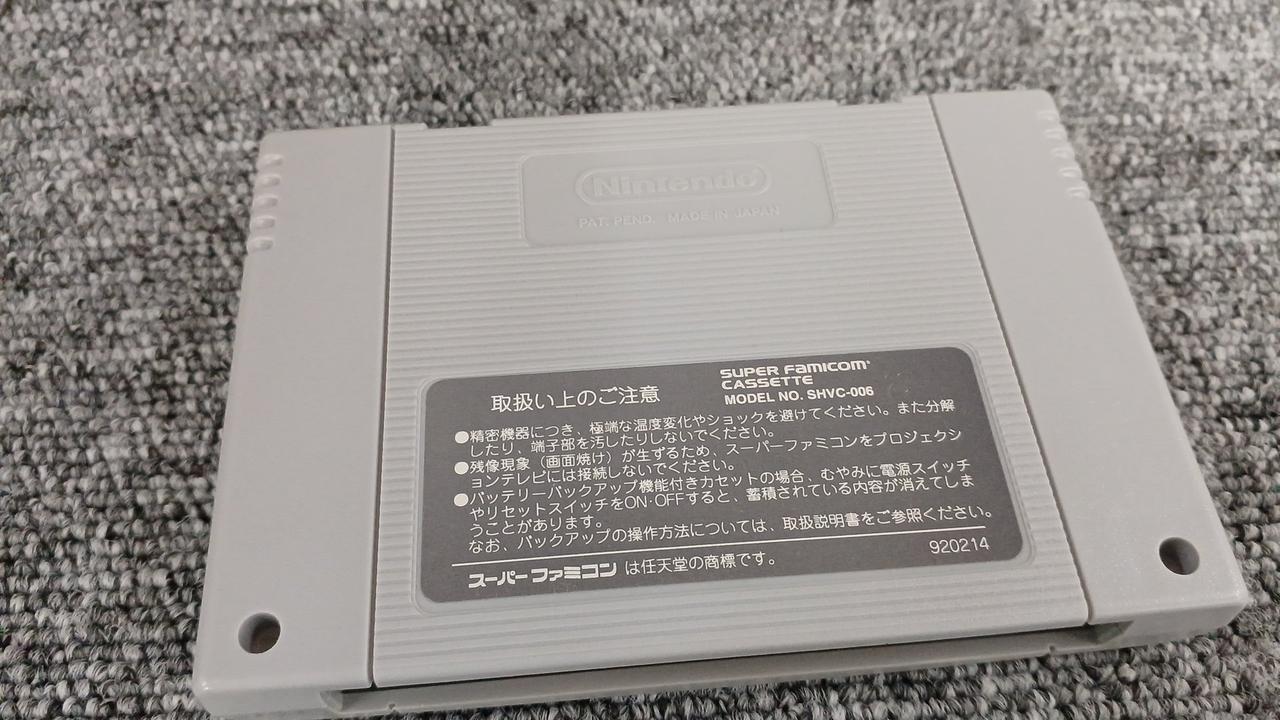 Nintendo
PAT. PEND. MADE IN JAPAN
取扱い上のご注意
SUPER FAMICOM
CASSETTE
MODEL NO. SHVC-006
●精密機器につき、極端な温度変化やショックを避けてください。また分解
したり、端子部を汚したりしないでください。
●残像現象（画面焼け）が生ずるため、スーパーファミコンをプロジェクシ
ョンテレビには接続しないでください。
●バッテリーバックアップ機能付きカセットの場合、むやみに電源スイッチ
やリセットスイッチをON・OFFすると、蓄積されている内容が消えてしま
うことがあります。
なお、バックアップの操作方法については、取扱説明書をご参照ください。
スーパーファミコン は任天堂の商標です。
920214